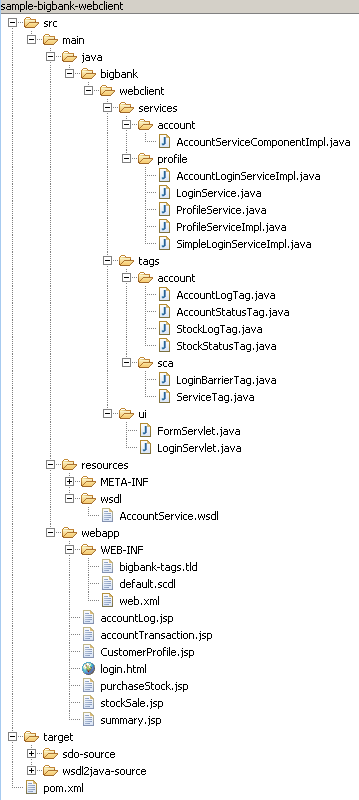 sample-bigbank-webclient
src
main
java
bigbank
webclient
services
account
AccountServiceComponentImpl.java
profile
AccountLoginServiceImpl.java
LoginService.java
ProfileService.java
ProfileServiceImpl.java
SimpleLoginServiceImpl.java
tags
account
AccountLogTag.java
AccountStatusTag.java
StockLogTag.java
StockStatusTag.java
sca
LoginBarrierTag.java
ServiceTag.java
ui
FormServlet.java
LoginServlet.java
resources
META-INF
wsdl
AccountService.wsdl
webapp
WEB-INF
bigbank-tags.tld
default.scdl
web.xml
accountLog.jsp
accountTransaction.jsp
CustomerProfile.jsp
login.html
purchaseStock.jsp
stockSale.jsp
summary.jsp
target
sdo-source
wsdl2java-source
pom.xml